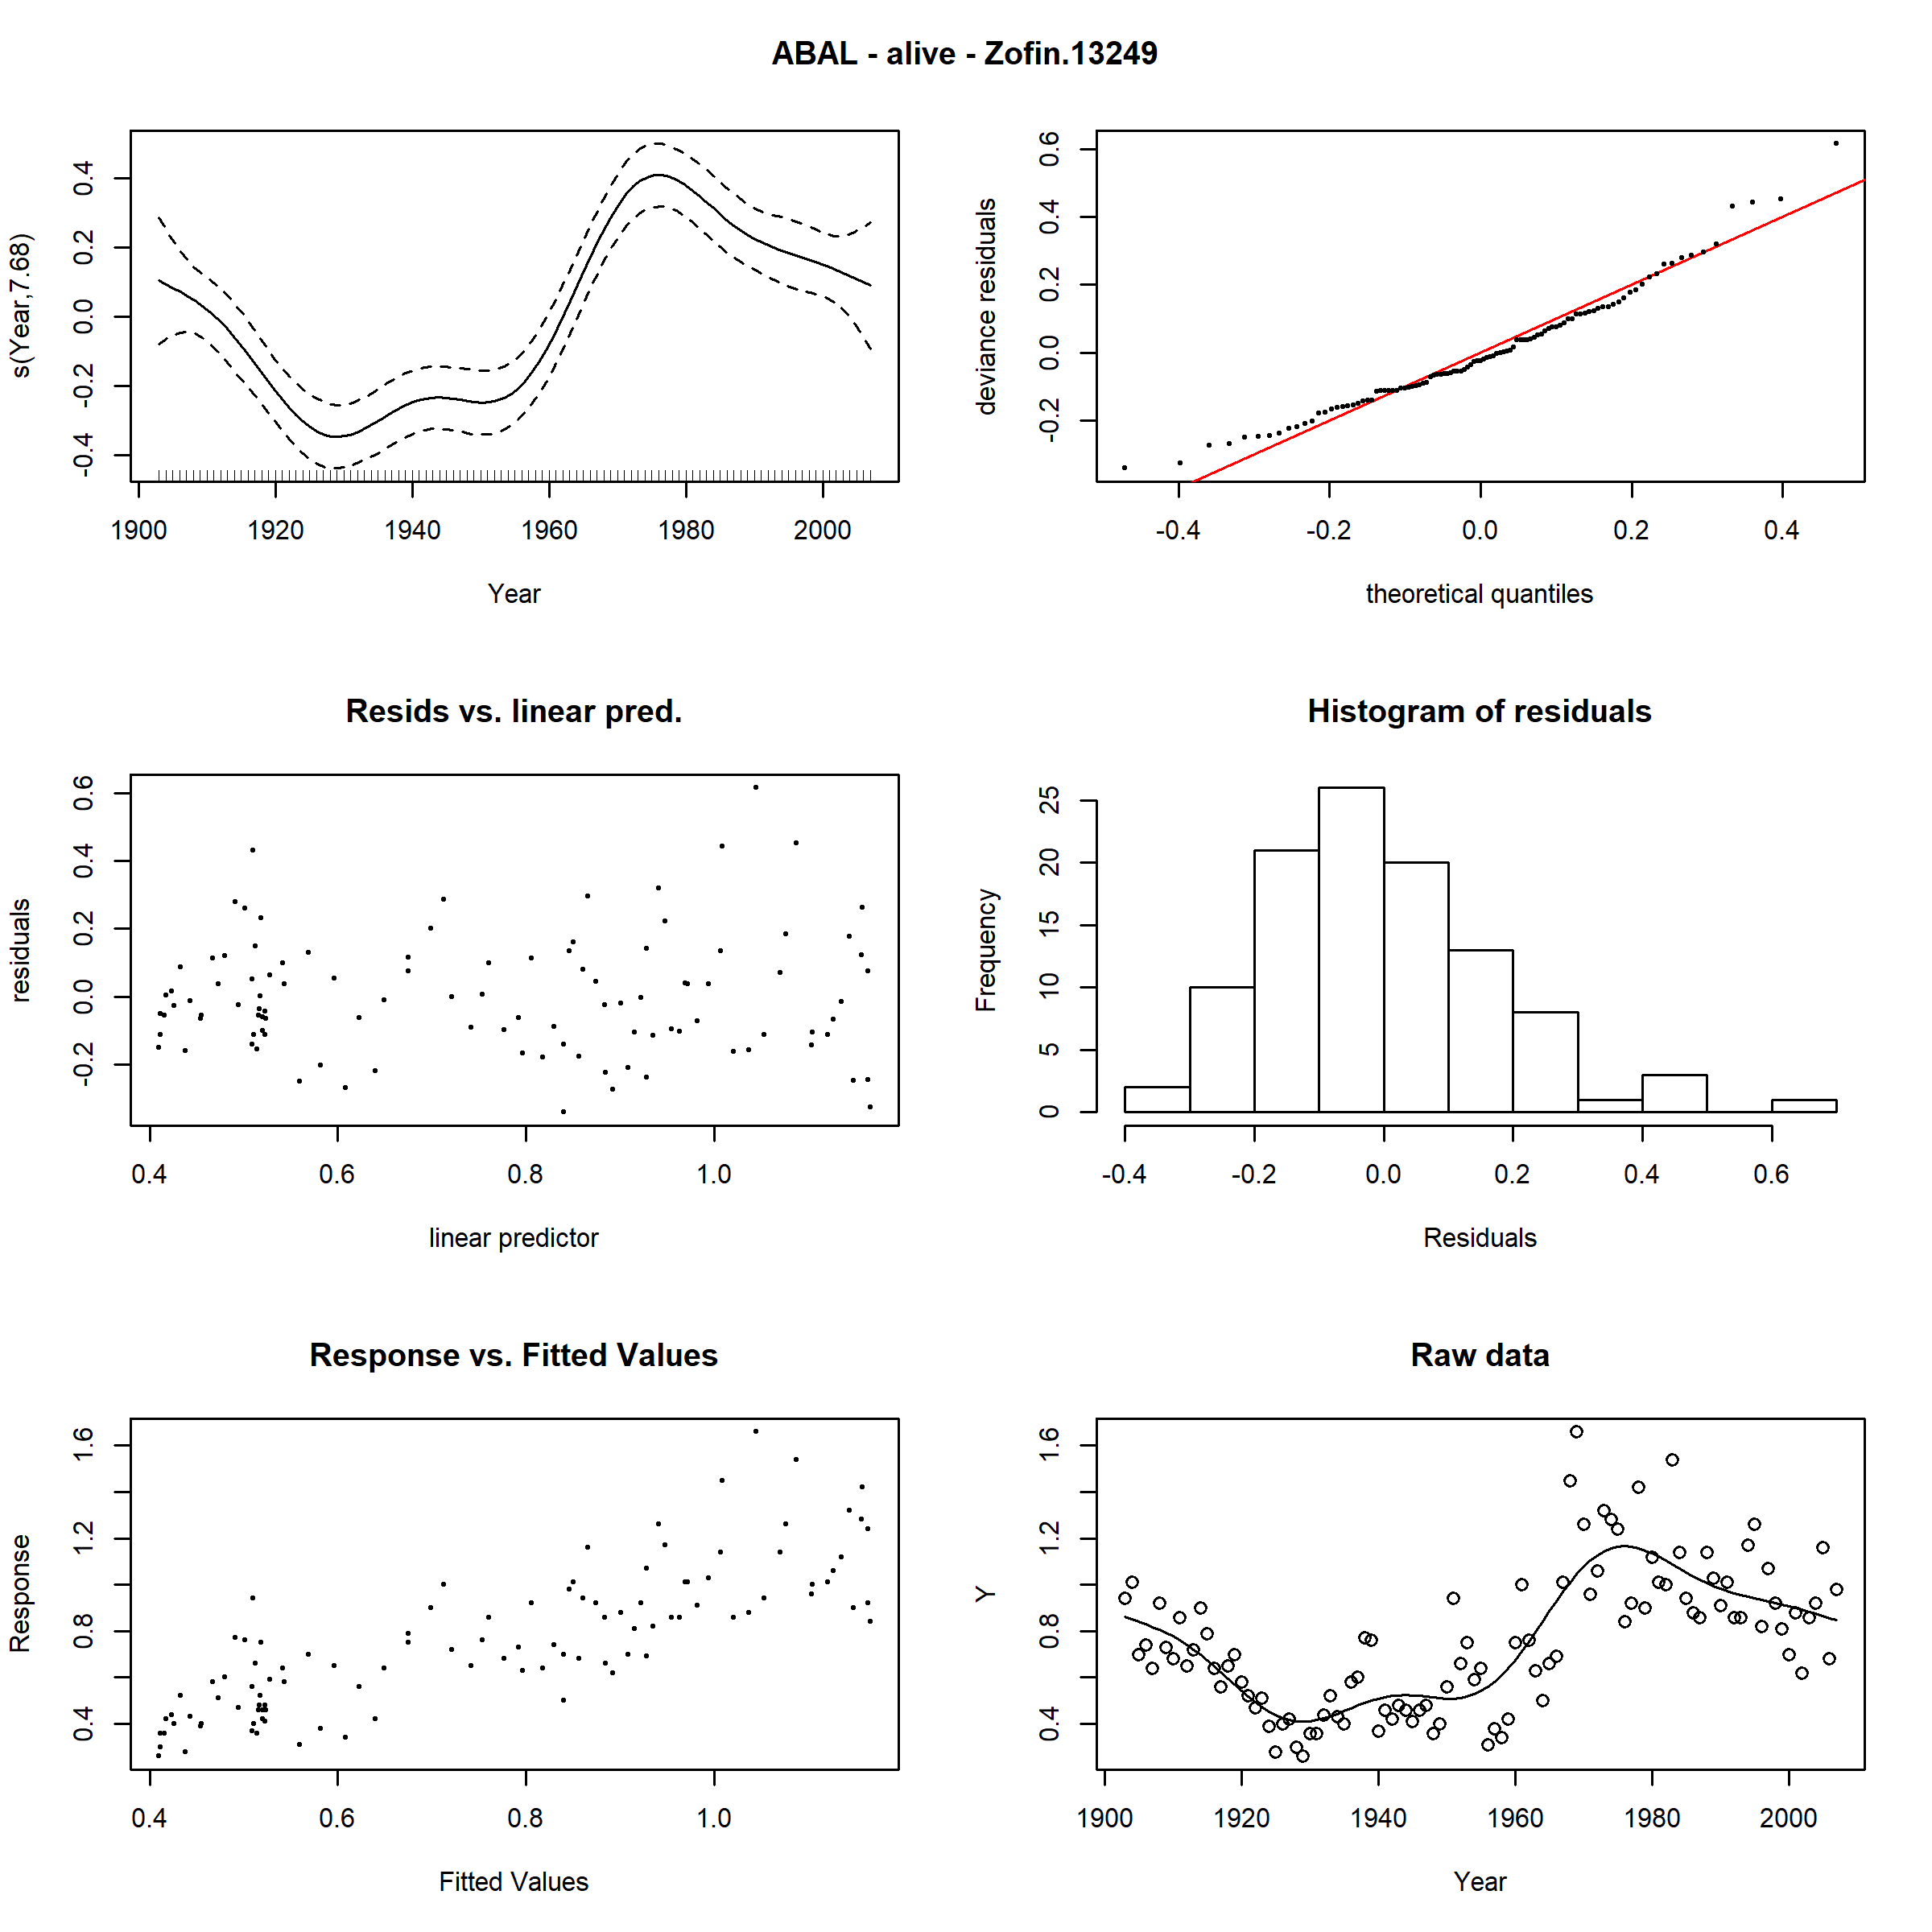 ABAL - alive - Zofin.13249
s(Year,7.68)
-0.4 -0.2 0.0 0.2 0.4
1900 1920 1940 1960 1980 2000
Year
deviance residuals
-0.2 0.0 0.2 0.4 0.6
-0.4 -0.2 0.0 0.2 0.4
theoretical quantiles
Resids vs. linear pred.
residuals
-0.2 0.0 0.2 0.4 0.6
0.4 0.6 0.8 1.0
linear predictor
Histogram of residuals
Frequency
0 5 10 15 20 25
-0.4 -0.2 0.0 0.2 0.4 0.6
Residuals
Response vs. Fitted Values
Response
0.4 0.8 1.2 1.6
0.4 0.6 0.8 1.0
Fitted Values
Raw data
Y
0.4 0.8 1.2 1.6
1900 1920 1940 1960 1980 2000
Year